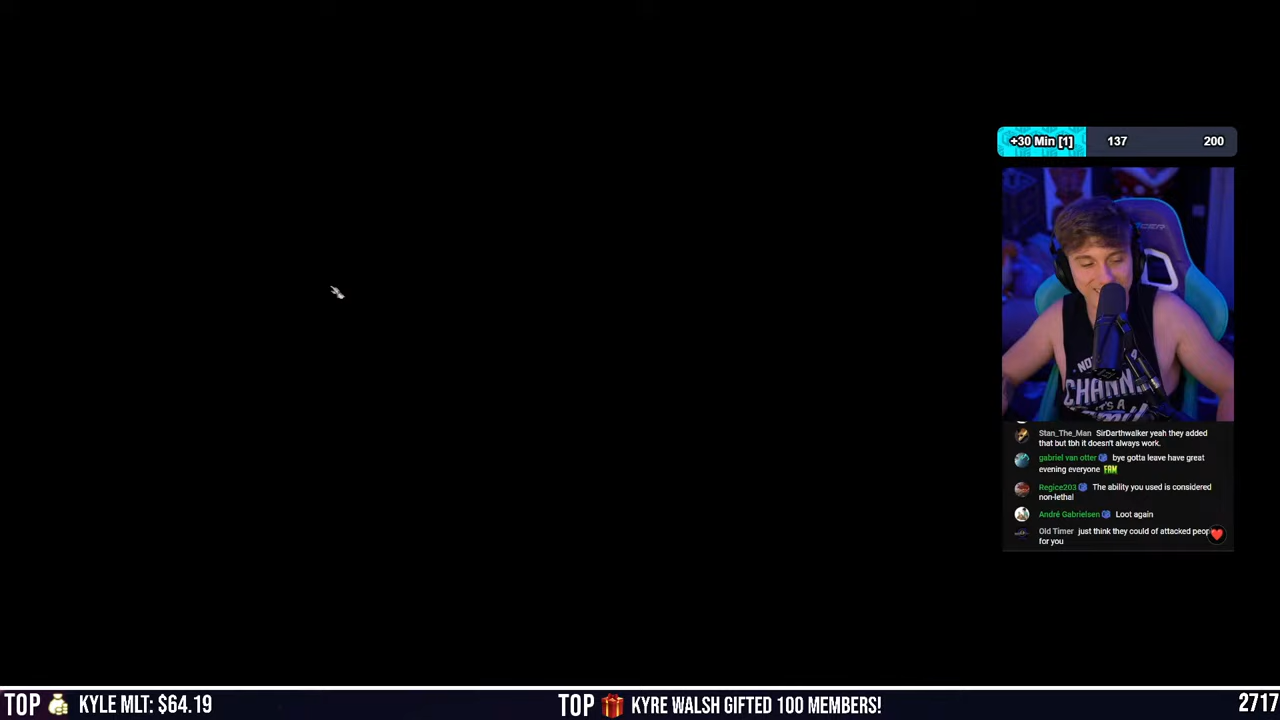 +30 Min [1] 137 200
CHANN
IT'S A
Stan_The_Man SirDarthwalker yeah they added
that but tbh it doesn't always work.
gabriel van otter bye gotta leave have great
evening everyone FAM
Regice203 The ability you used is considered
non-lethal
André Gabrielsen Loot again
Old Timer just think they could of attacked peop
for you
TOP KYLE MLT: $64.19
TOP KYRE WALSH GIFTED 100 MEMBERS!
2717